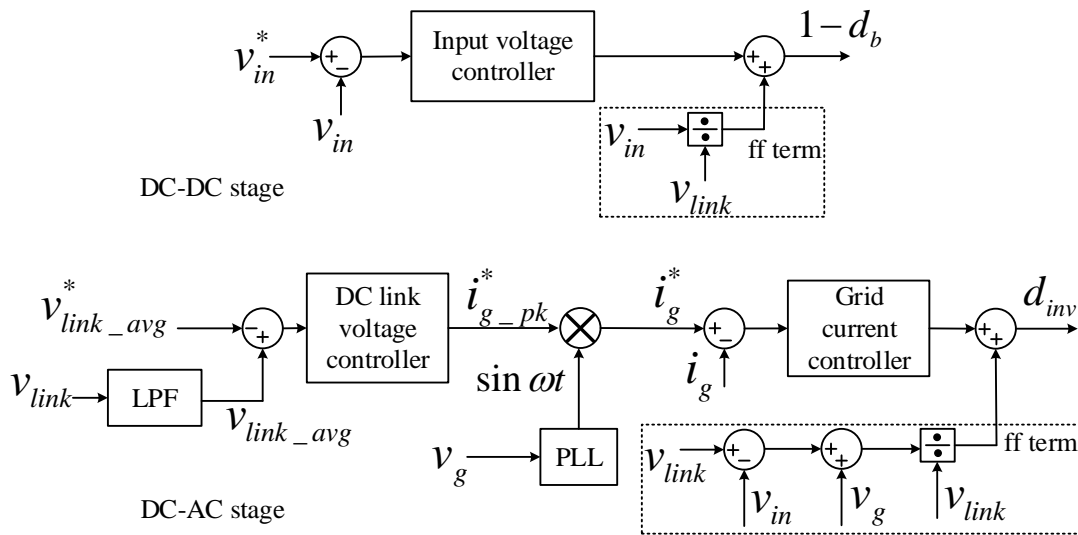 v*in
+
−
vin
Input voltage
controller
+
+
1 − db
vin
÷
ff term
vlink
DC-DC stage
v*link_avg
−
+
vlink
LPF
vlink_avg
DC link
voltage
controller
i*g_pk
sin ωt
vg
PLL
i*g
+
−
ig
Grid
current
controller
+
+
dinv
vlink
+
−
vin
+
+
vg
÷
vlink
ff term
DC-AC stage